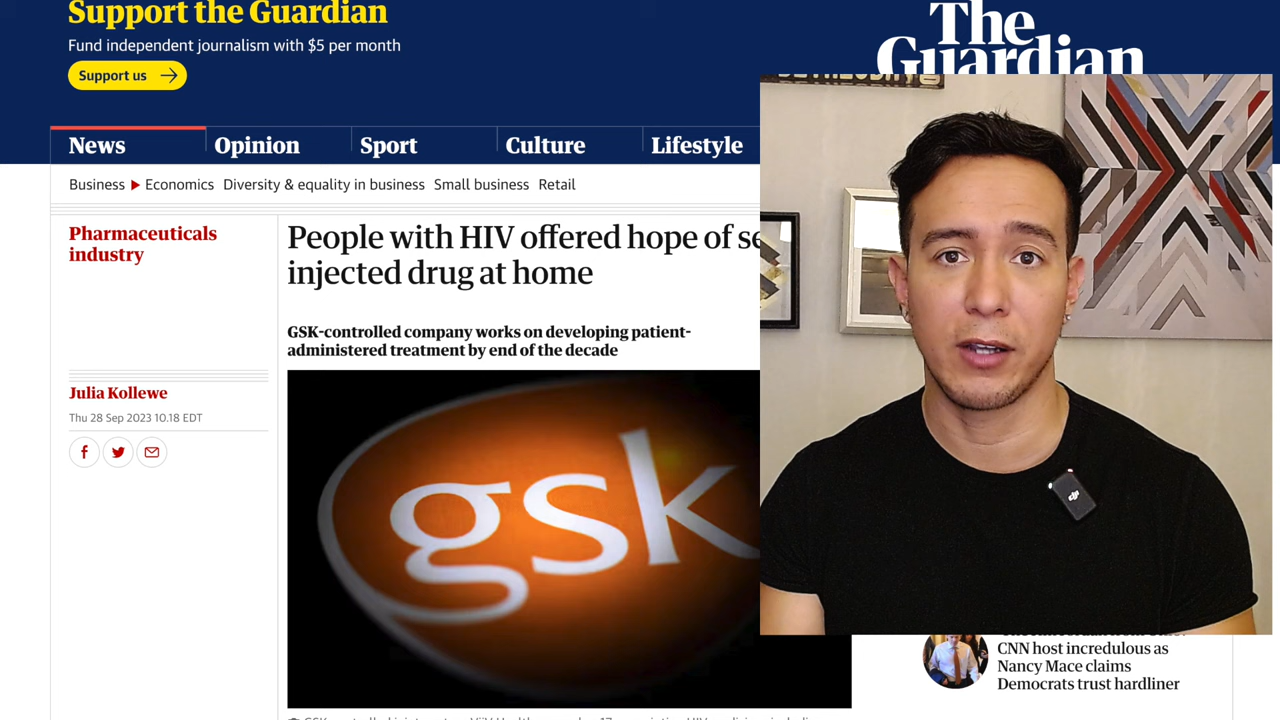 Support the Guardian
Fund independent journalism with $5 per month
Support us
The
Guardian
News Opinion Sport Culture Lifestyle
Business Economics Diversity & equality in business Small business Retail
Pharmaceuticals
industry
People with HIV offered hope of
injected drug at home
GSK-controlled company works on developing patient-
administered treatment by end of the decade
Julia Kollewe
Thu 28 Sep 2023 10.18 EDT
gsk
CNN host incredulous as
Nancy Mace claims
Democrats trust hardliner